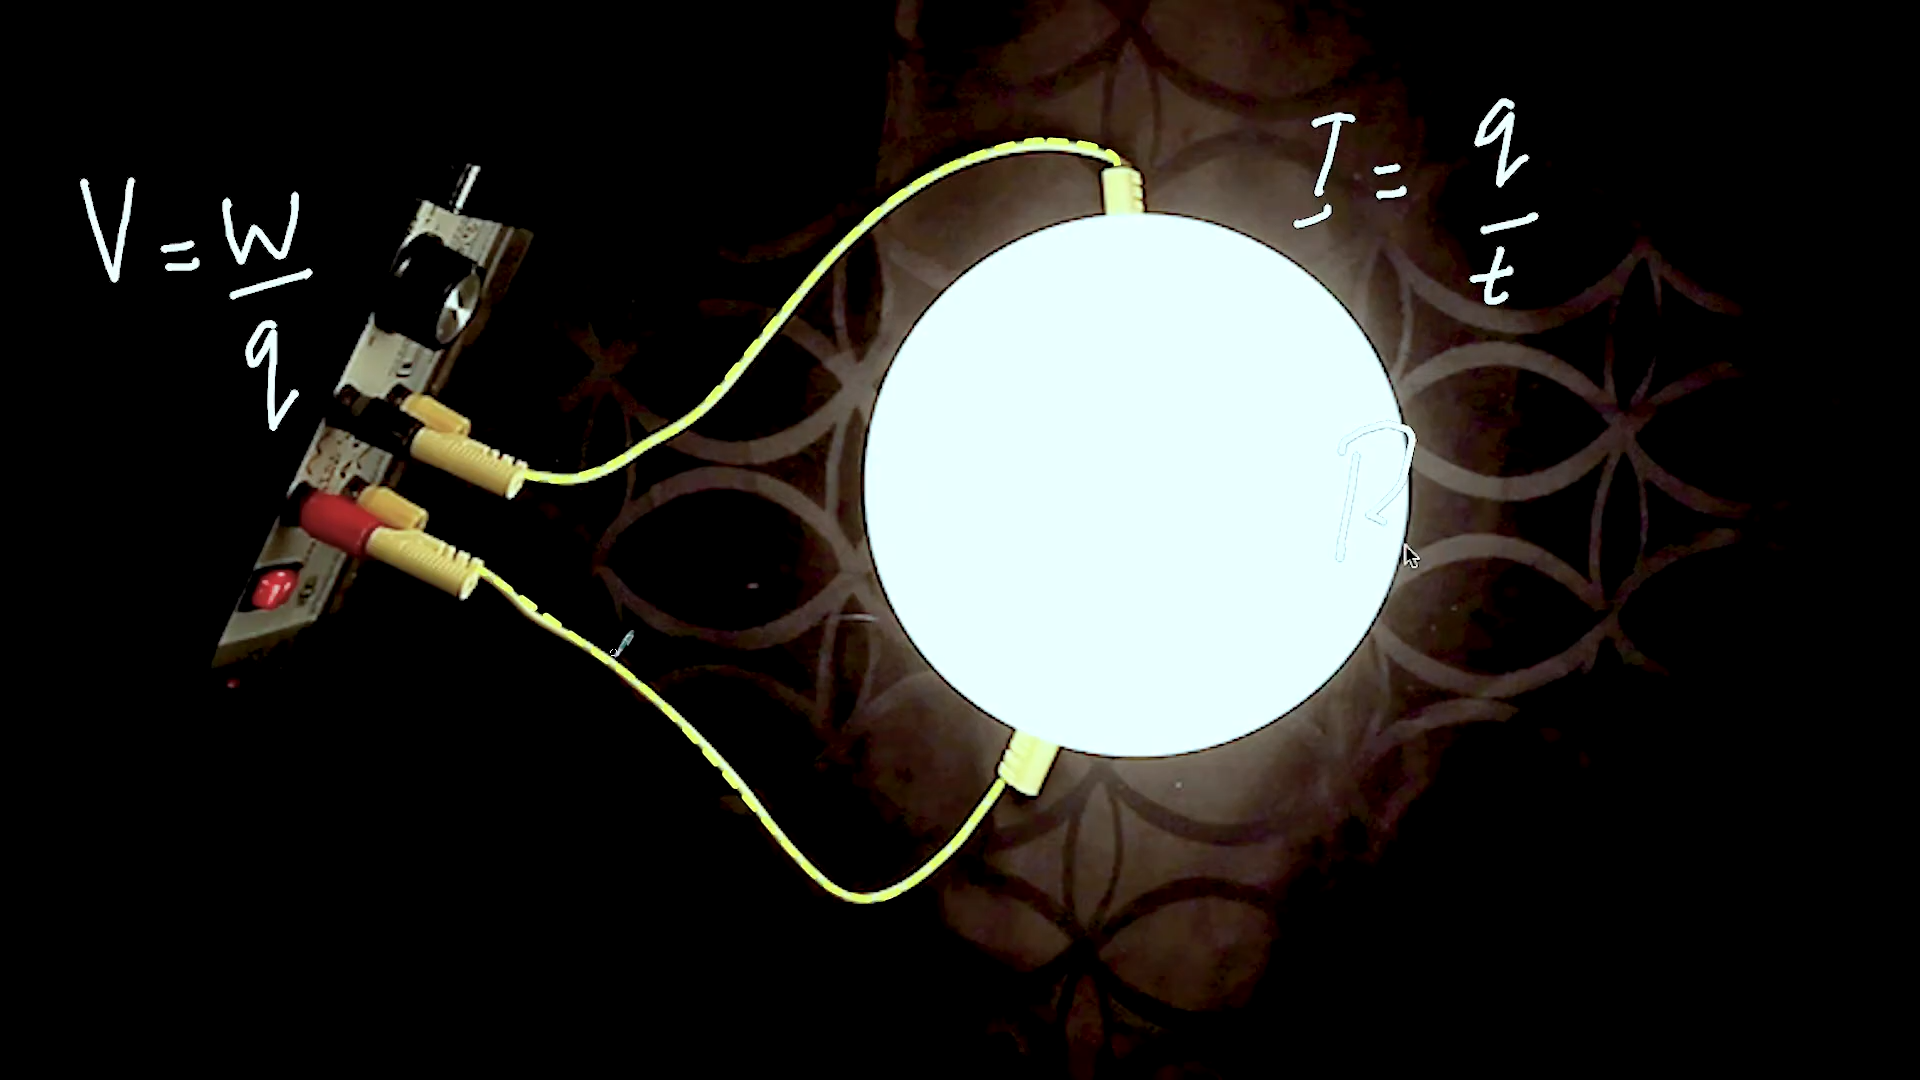 V = W/q
I = q/t
R